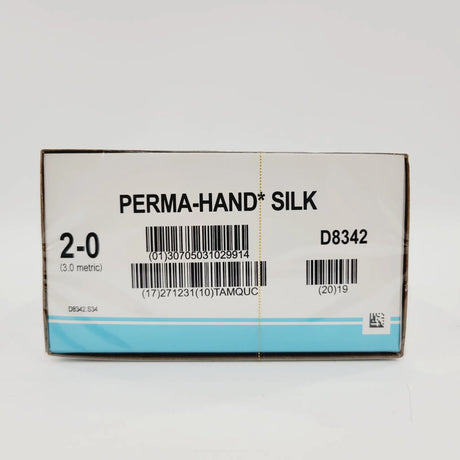 PERMA-HAND* SILK
2-0
(3.0 metric)
D8342
(01)30705031029914
(17)271231(10)TAMQUC
(20)19
D8342.S34